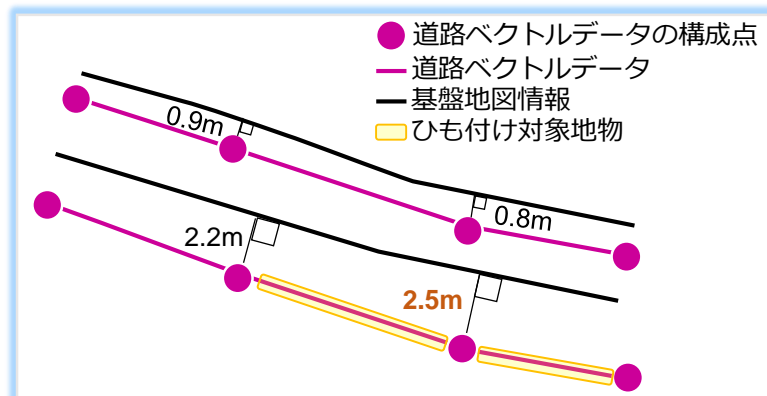 道路ベクトルデータの構成点
道路ベクトルデータ
基盤地図情報
ひも付け対象地物
0.9m
0.8m
2.2m
2.5m